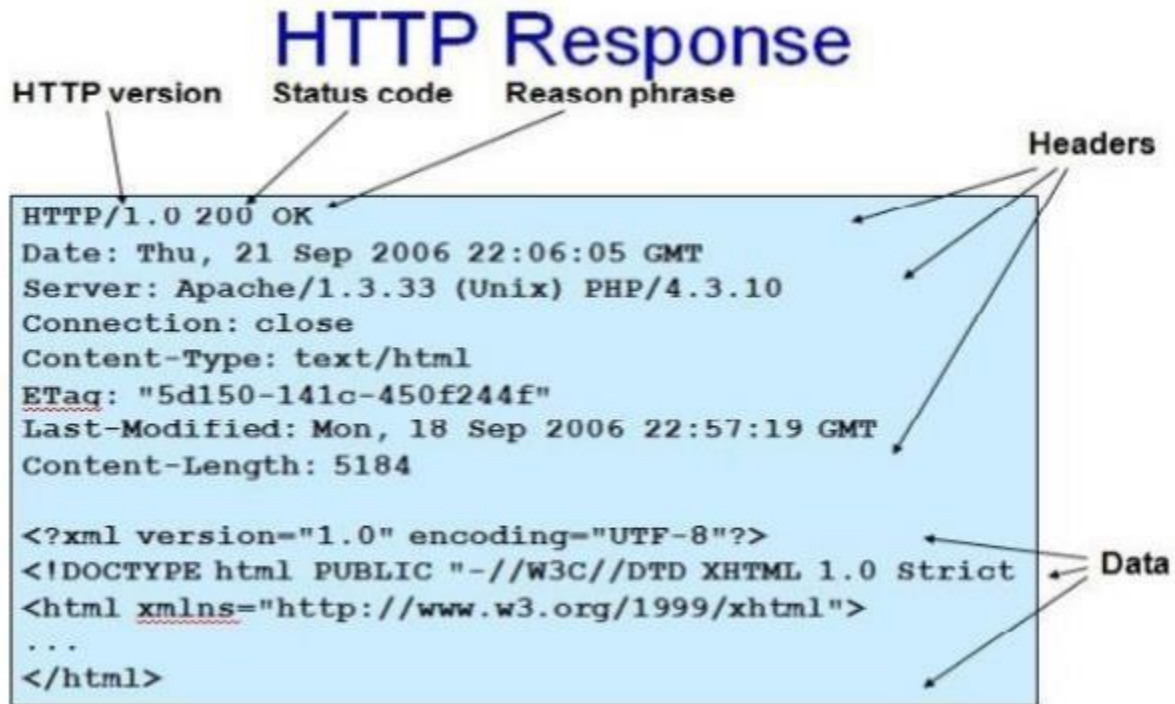 HTTP Response
HTTP version Status code Reason phrase
Headers
HTTP/1.0 200 OK
Date: Thu, 21 Sep 2006 22:06:05 GMT
Server: Apache/1.3.33 (Unix) PHP/4.3.10
Connection: close
Content-Type: text/html
ETag: "5d150-141c-450f244f"
Last-Modified: Mon, 18 Sep 2006 22:57:19 GMT
Content-Length: 5184
<?xml version="1.0" encoding="UTF-8"?>
<!DOCTYPE html PUBLIC "-//W3C//DTD XHTML 1.0 Strict
Data
<html xmlns="http://www.w3.org/1999/xhtml">
...
</html>